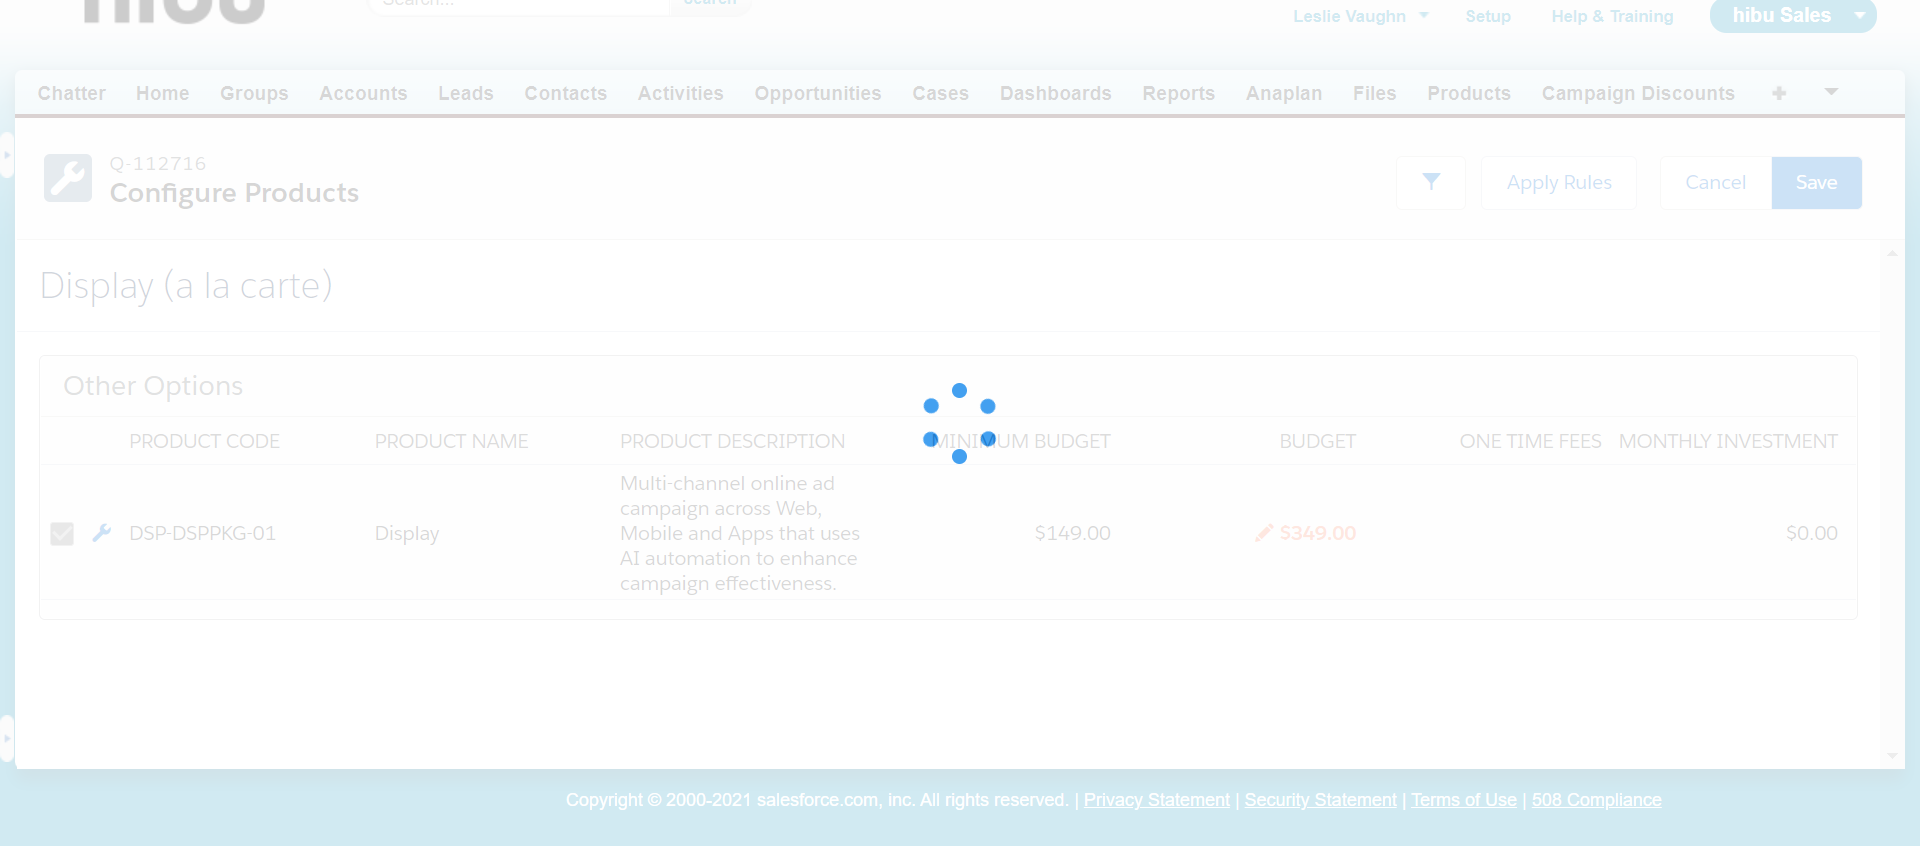 hibu
Search...
Search
Leslie Vaughn Setup Help & Training hibu Sales
Chatter Home Groups Accounts Leads Contacts Activities Opportunities Cases Dashboards Reports Anaplan Files Products Campaign Discounts
Q-112716
Configure Products
Apply Rules Cancel Save
Display (a la carte)
Other Options
PRODUCT CODE PRODUCT NAME PRODUCT DESCRIPTION MINIMUM BUDGET BUDGET ONE TIME FEES MONTHLY INVESTMENT
DSP-DSPPKG-01 Display
Multi-channel online ad
campaign across Web,
Mobile and Apps that uses
AI automation to enhance
campaign effectiveness.
$149.00 $349.00 $0.00
Copyright © 2000-2021 salesforce.com, inc. All rights reserved. | Privacy Statement | Security Statement | Terms of Use | 508 Compliance